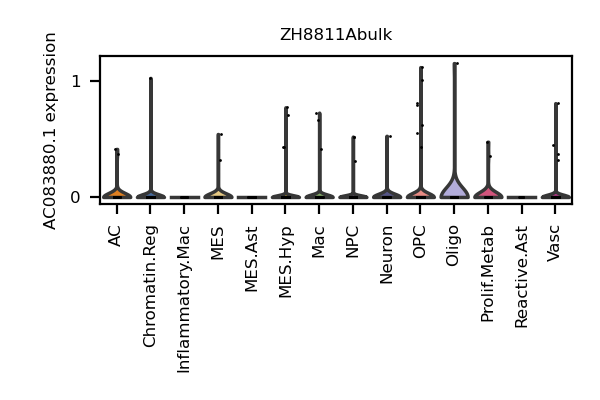 ZH8811Abulk
AC083880.1 expression
1
0
AC
Chromatin.Reg
Inflammatory.Mac
MES
MES.Ast
MES.Hyp
Mac
NPC
Neuron
OPC
Oligo
Prolif.Metab
Reactive.Ast
Vasc